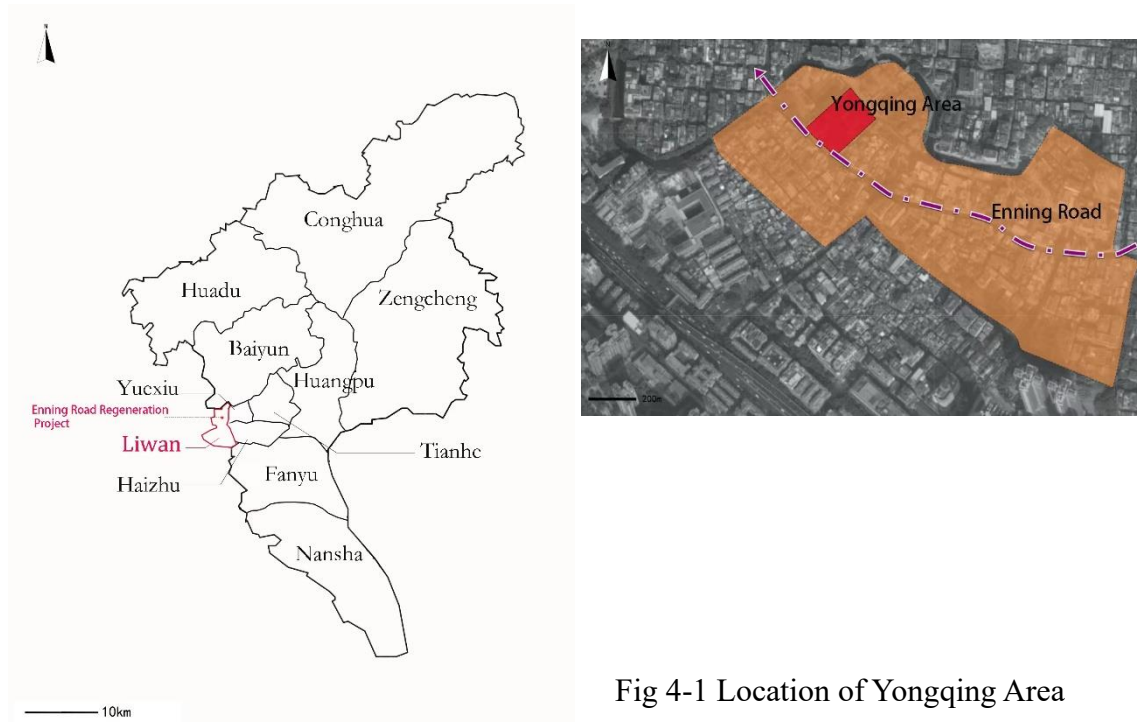 Conghua
Huadu
Zengcheng
Baiyun
Huangpu
Yuexiu
Enning Road Regeneration
Project
Liwan
Tianhe
Haizhu
Fanyu
Nansha
10km
Yongqing Area
Enning Road
200m
Fig 4-1 Location of Yongqing Area